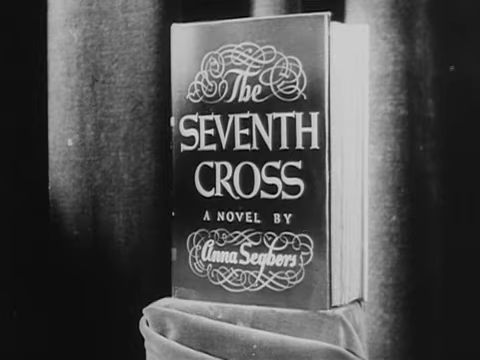 The
SEVENTH
CROSS
A NOVEL BY
Anna Seghers